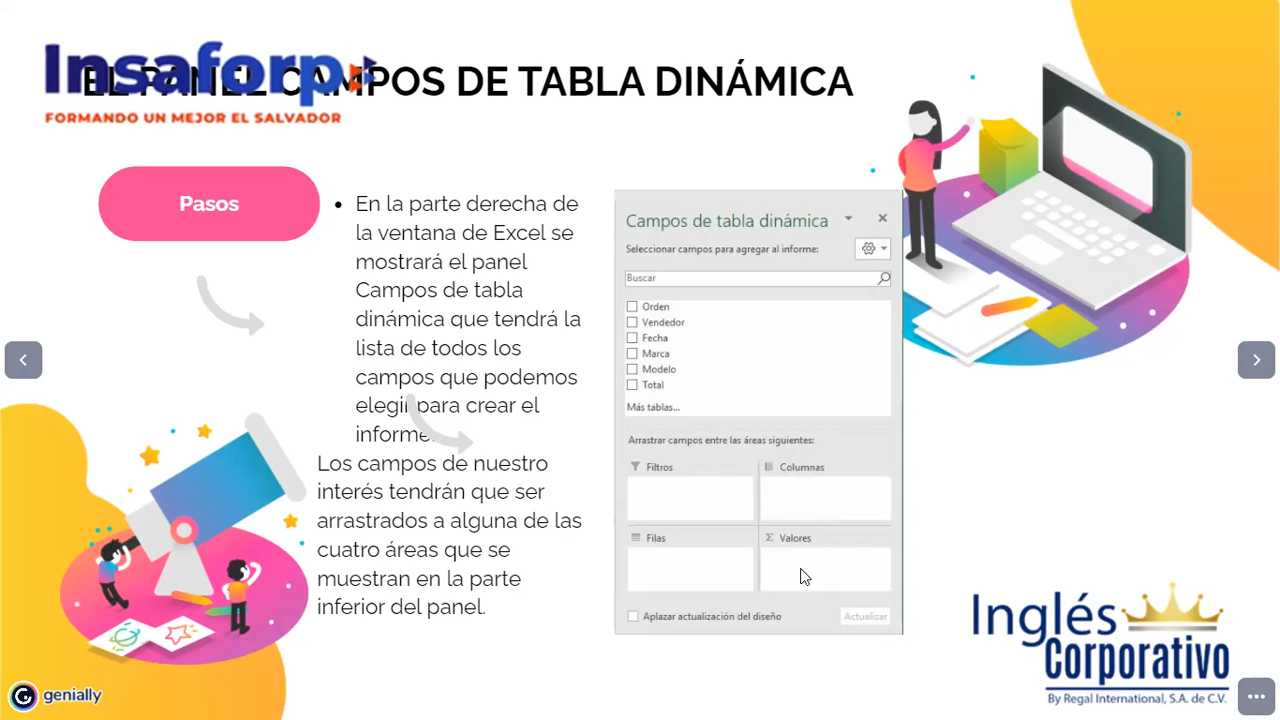 Insaforp
EL PANEL CAMPOS DE TABLA DINÁMICA
FORMANDO UN MEJOR EL SALVADOR
Pasos
• En la parte derecha de
la ventana de Excel se
mostrará el panel
Campos de tabla
dinámica que tendrá la
lista de todos los
campos que podemos
elegir para crear el
informe.
Los campos de nuestro
interés tendrán que ser
arrastrados a alguna de las
cuatro áreas que se
muestran en la parte
inferior del panel.
Campos de tabla dinámica
Seleccionar campos para agregar al informe:
Buscar
Orden
Vendedor
Fecha
Marca
Modelo
Total
Más tablas...
Arrastrar campos entre las áreas siguientes:
Filtros
Columnas
Filas
Σ Valores
Aplazar actualización del diseño
Actualizar
Inglés
Corporativo
By Regal International, S.A. de C.V.
genially